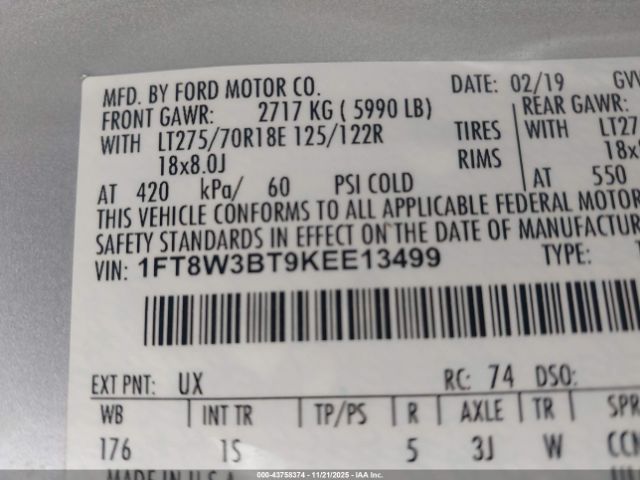 MFD. BY FORD MOTOR CO. DATE: 02/19
FRONT GAWR: 2717 KG ( 5990 LB) REAR GAWR:
WITH LT275/70R18E 125/122R TIRES WITH
18x8.0J RIMS
AT 420 kPa/ 60 PSI COLD AT 550
THIS VEHICLE CONFORMS TO ALL APPLICABLE FEDERAL MOTOR
SAFETY STANDARDS IN EFFECT ON THE DATE OF MANUFACTUR
VIN: 1FT8W3BT9KEE13499 TYPE:
EXT PNT: UX RC: 74 DSO:
WB INT TR TP/PS R AXLE TR SPR
176 1S 5 3J W CCN
MADE IN U.S.A.
000-43758374 - 11/21/2025 - IAA Inc.